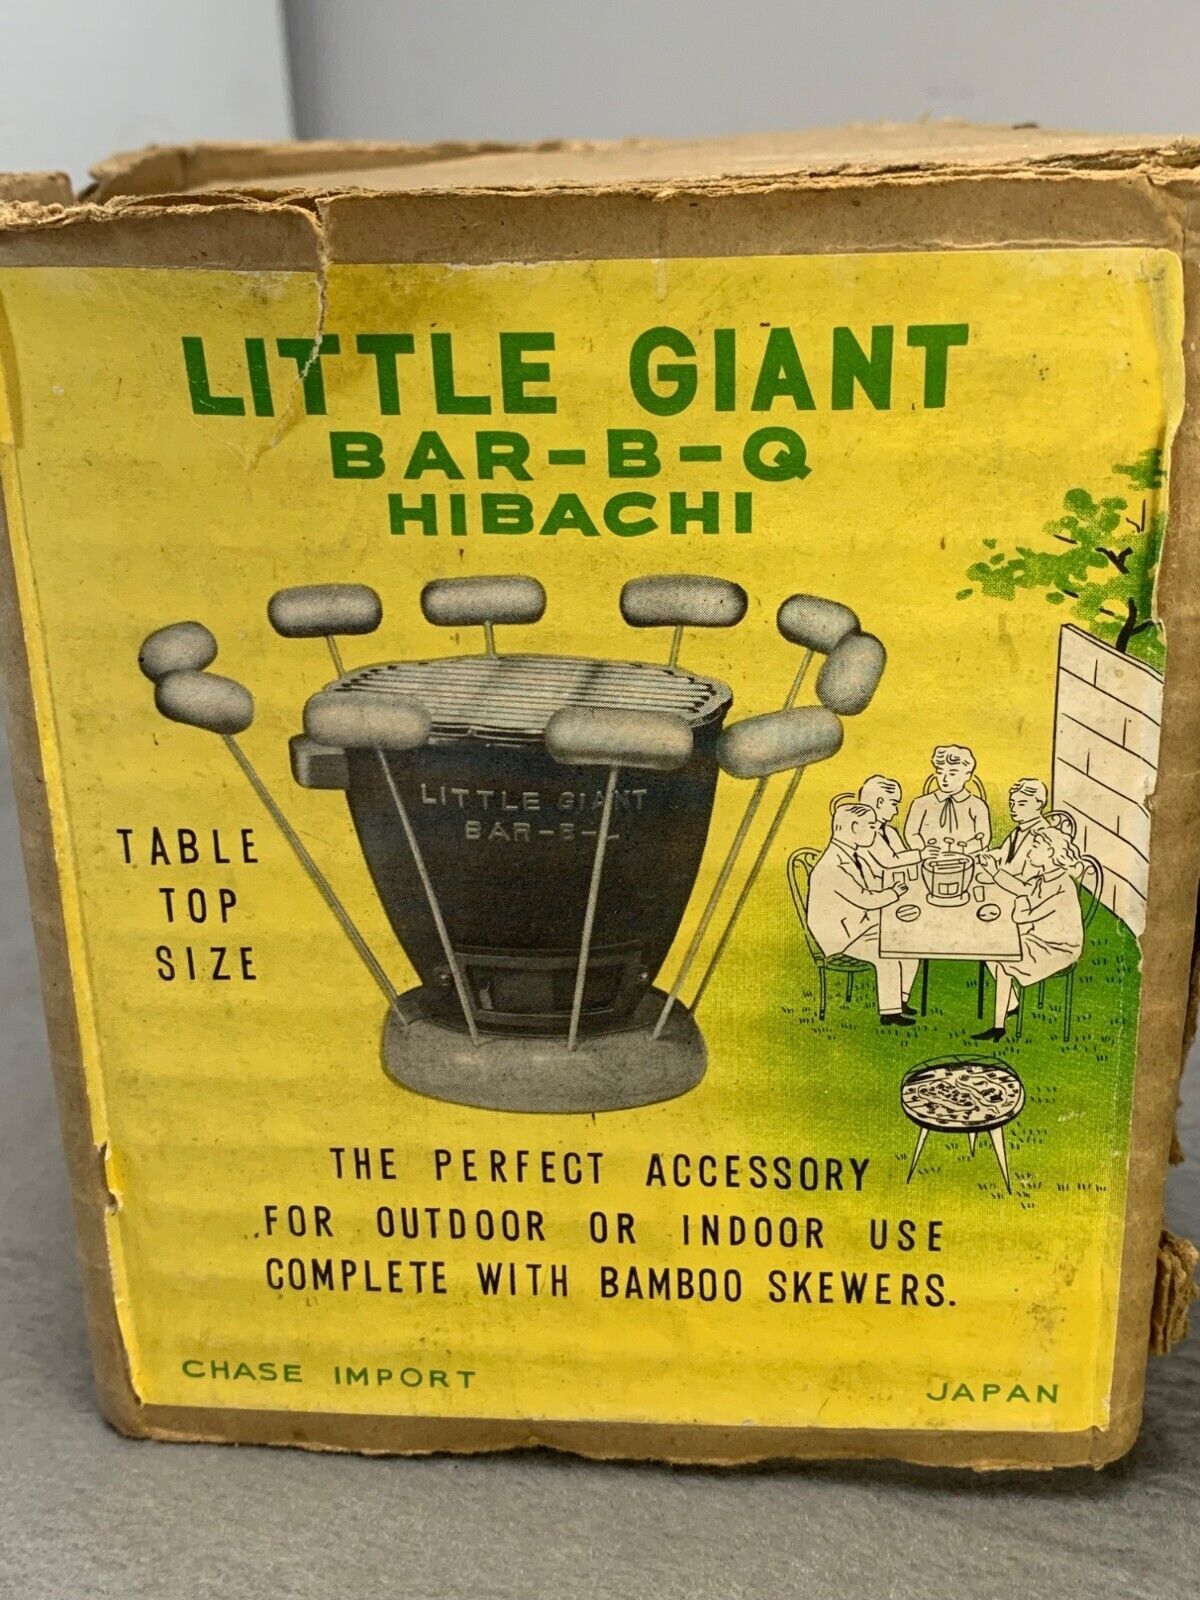 LITTLE GIANT
BAR-B-Q
HIBACHI
LITTLE GIANT
BAR-B-
TABLE
TOP
SIZE
THE PERFECT ACCESSORY
FOR OUTDOOR OR INDOOR USE
COMPLETE WITH BAMBOO SKEWERS.
CHASE IMPORT
JAPAN